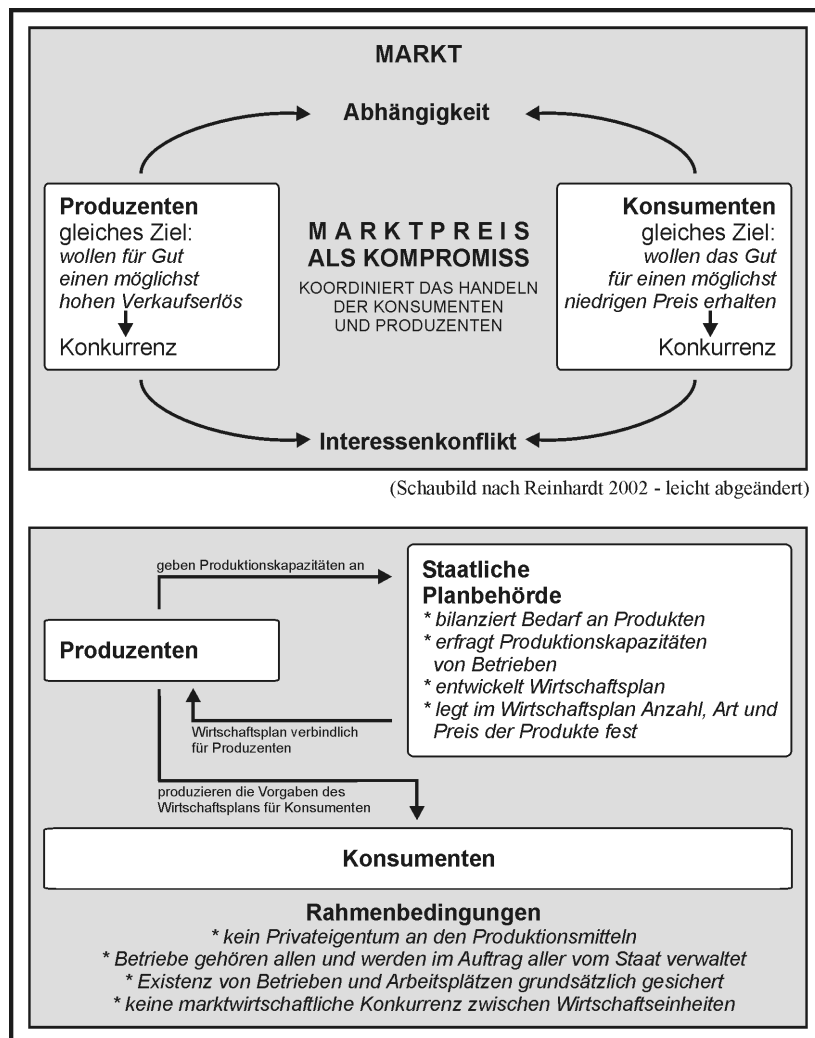 MARKT
Abhängigkeit
Produzenten
gleiches Ziel:
wollen für Gut
einen möglichst
hohen Verkaufserlös
Konkurrenz
MARKTPREIS
ALS KOMPROMISS
KOORDINIERT DAS HANDELN
DER KONSUMENTEN
UND PRODUZENTEN
Konsumenten
gleiches Ziel:
wollen das Gut
für einen möglichst
niedrigen Preis erhalten
Konkurrenz
Interessenkonflikt
(Schaubild nach Reinhardt 2002 - leicht abgeändert)
geben Produktionskapazitäten an
Staatliche
Planbehörde
* bilanziert Bedarf an Produkten
* erfragt Produktionskapazitäten
von Betrieben
* entwickelt Wirtschaftsplan
* legt im Wirtschaftsplan Anzahl, Art und
Preis der Produkte fest
Produzenten
Wirtschaftsplan verbindlich
für Produzenten
produzieren die Vorgaben des
Wirtschaftsplans für Konsumenten
Konsumenten
Rahmenbedingungen
* kein Privateigentum an den Produktionsmitteln
* Betriebe gehören allen und werden im Auftrag aller vom Staat verwaltet
* Existenz von Betrieben und Arbeitsplätzen grundsätzlich gesichert
* keine marktwirtschaftliche Konkurrenz zwischen Wirtschaftseinheiten